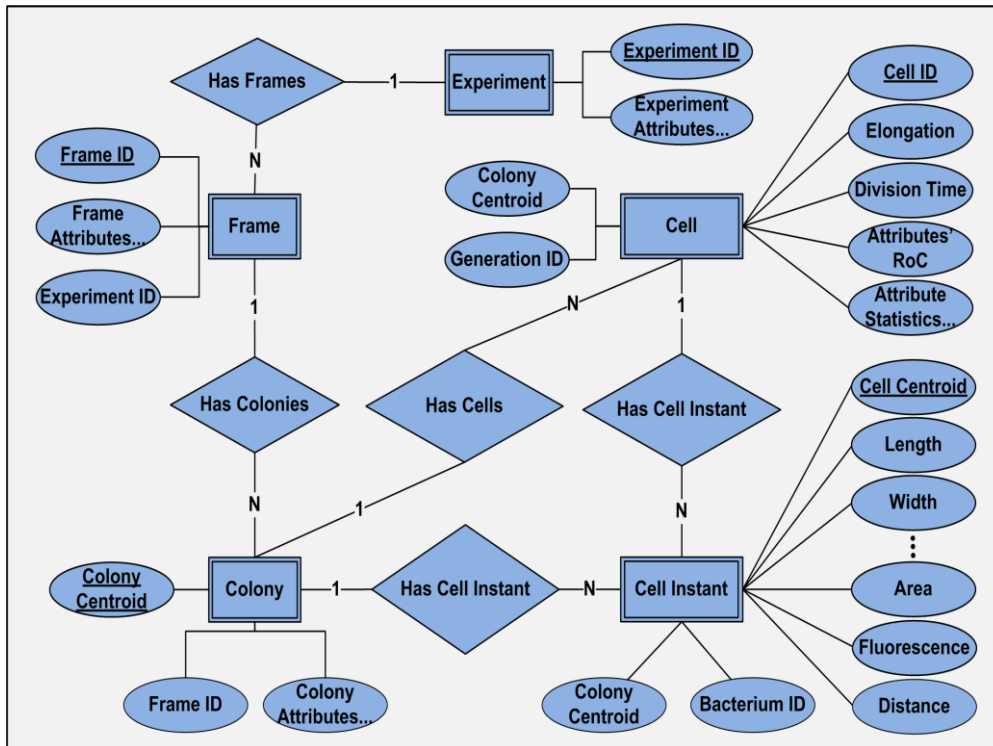 Has Frames
1
Experiment
Experiment ID
Experiment
Attributes...
Cell ID
Elongation
Division Time
Attributes'
RoC
Attribute
Statistics...
N
Frame ID
Frame
Attributes...
Experiment ID
Frame
Colony
Centroid
Generation ID
Cell
1
N
1
Has Colonies
Has Cells
Has Cell Instant
N
1
N
Cell Centroid
Length
Width
Area
Fluorescence
Distance
Colony
Centroid
Colony
1
Has Cell Instant
N
Cell Instant
Frame ID
Colony
Attributes...
Colony
Centroid
Bacterium ID